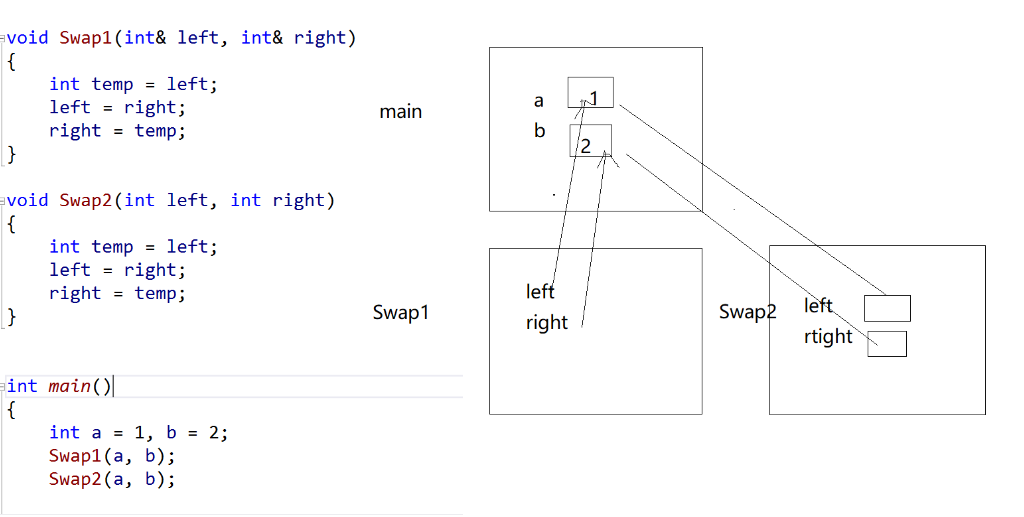 void Swap1(int& left, int& right)
{
    int temp = left;
    left = right;
    right = temp;
}
void Swap2(int left, int right)
{
    int temp = left;
    left = right;
    right = temp;
}
int main()
{
    int a = 1, b = 2;
    Swap1(a, b);
    Swap2(a, b);
main
a 1
b 2
Swap1
left
right
Swap2
left
rtight